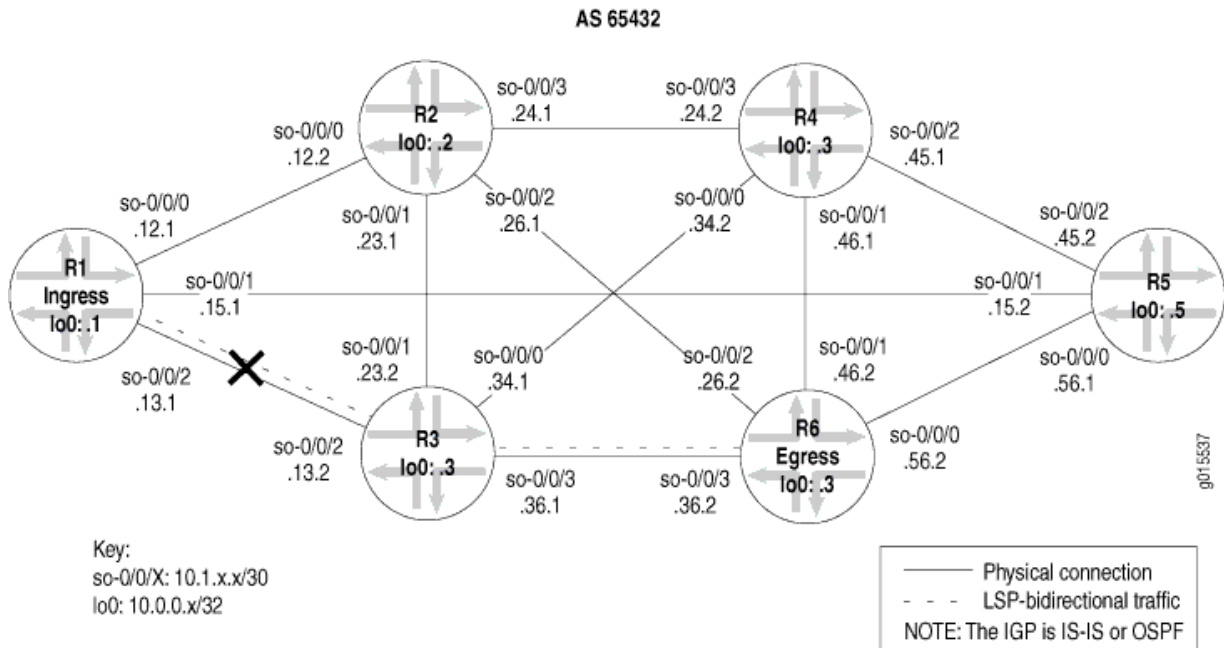 AS 65432
so-0/0/3
.24.1
so-0/0/3
.24.2
R2
lo0: .2
R4
lo0: .3
so-0/0/0
.12.2
so-0/0/2
.45.1
so-0/0/0
.12.1
so-0/0/1
.23.1
so-0/0/2
.26.1
so-0/0/0
.34.2
so-0/0/1
.46.1
so-0/0/2
.45.2
R1
Ingress
lo0: .1
so-0/0/1
.15.1
so-0/0/1
.15.2
R5
lo0: .5
so-0/0/2
.13.1
so-0/0/1
.23.2
so-0/0/0
.34.1
so-0/0/2
.26.2
so-0/0/1
.46.2
so-0/0/0
.56.1
so-0/0/2
.13.2
R3
lo0: .3
R6
Egress
lo0: .3
so-0/0/0
.56.2
so-0/0/3
.36.1
so-0/0/3
.36.2
g015537
Key:
so-0/0/X: 10.1.x.x/30
lo0: 10.0.0.x/32
Physical connection
LSP-bidirectional traffic
NOTE: The IGP is IS-IS or OSPF